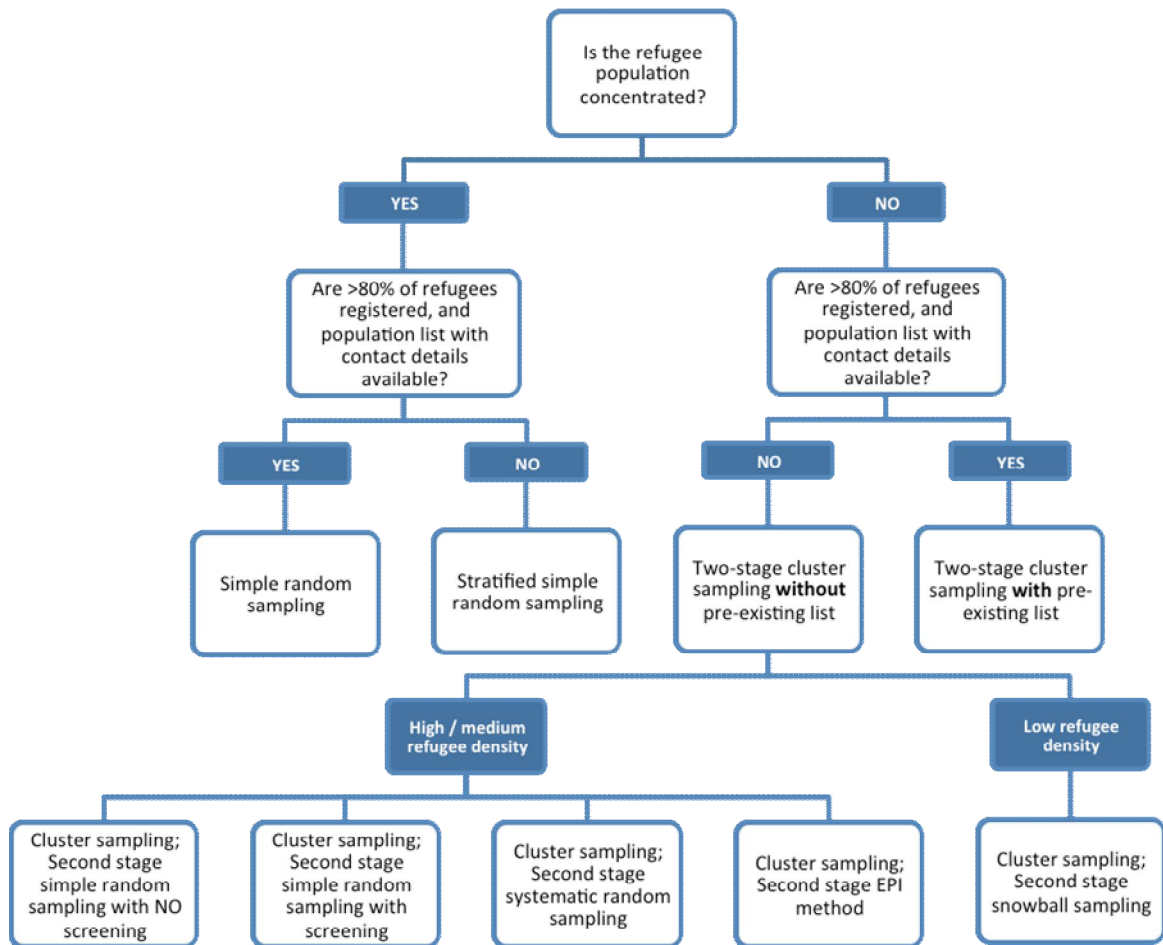 Is the refugee
population
concentrated?
YES
NO
Are >80% of refugees
registered, and
population list with
contact details
available?
Are >80% of refugees
registered, and
population list with
contact details
available?
YES
NO
NO
YES
Simple random
sampling
Stratified simple
random sampling
Two-stage cluster
sampling without
pre-existing list
Two-stage cluster
sampling with pre-
existing list
High / medium
refugee density
Low refugee
density
Cluster sampling;
Second stage
simple random
sampling with NO
screening
Cluster sampling;
Second stage
simple random
sampling with
screening
Cluster sampling;
Second stage
systematic random
sampling
Cluster sampling;
Second stage EPI
method
Cluster sampling;
Second stage
snowball sampling